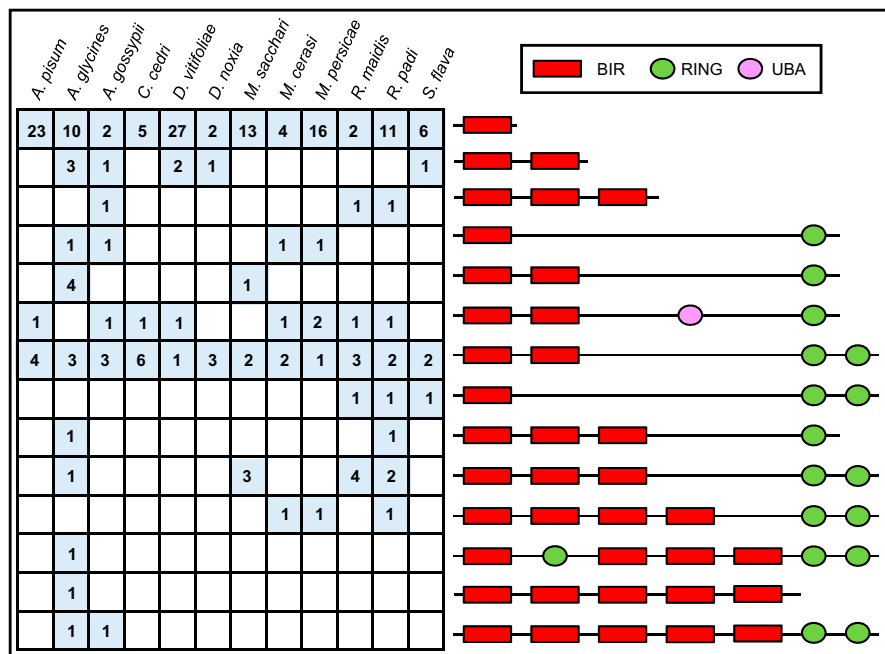 A. pisum A. glycines A. gossypii C. cedri D. vitifoliae D. noxia M. sacchari M. cerasi M. persicae R. maidis R. padi S. flava
BIR RING UBA
23 10 2 5 27 2 13 4 16 2 11 6
3 1 2 1 1
1 1 1
1 1 1 1
4 1
1 1 1 1 1 2 1 1
4 3 3 6 1 3 2 2 1 3 2 2
1 1 1
1 1
1 3 4 2
1 1 1
1
1
1 1